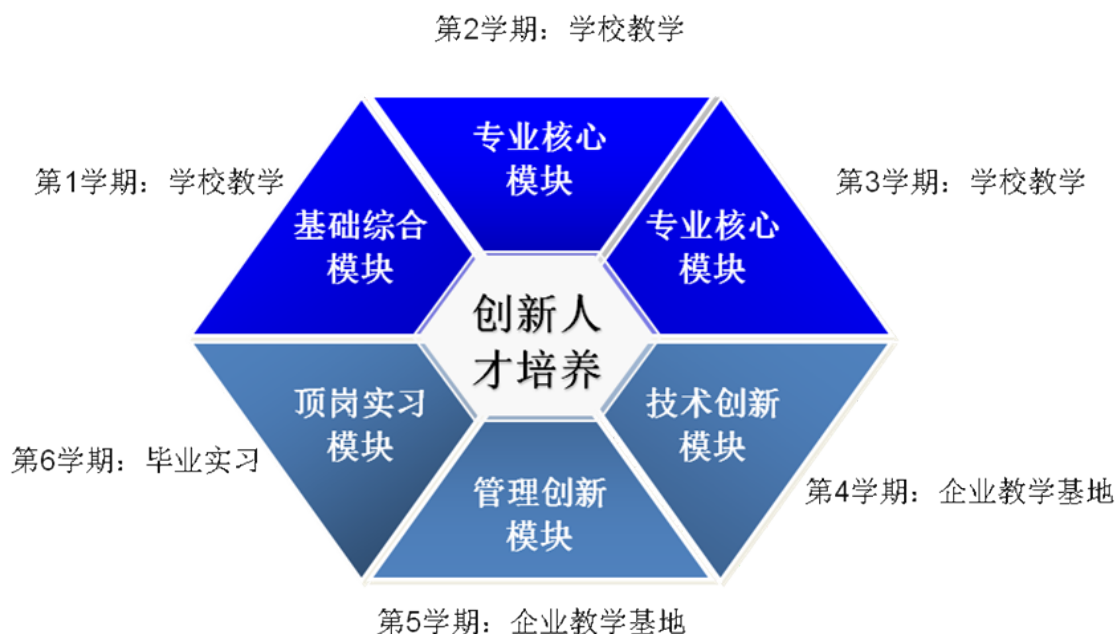 第2学期：学校教学
专业核心
模块
第1学期：学校教学
第3学期：学校教学
基础综合
模块
专业核心
模块
创新人
才培养
顶岗实习
模块
技术创新
模块
第6学期：毕业实习
管理创新
模块
第4学期：企业教学基地
第5学期：企业教学基地